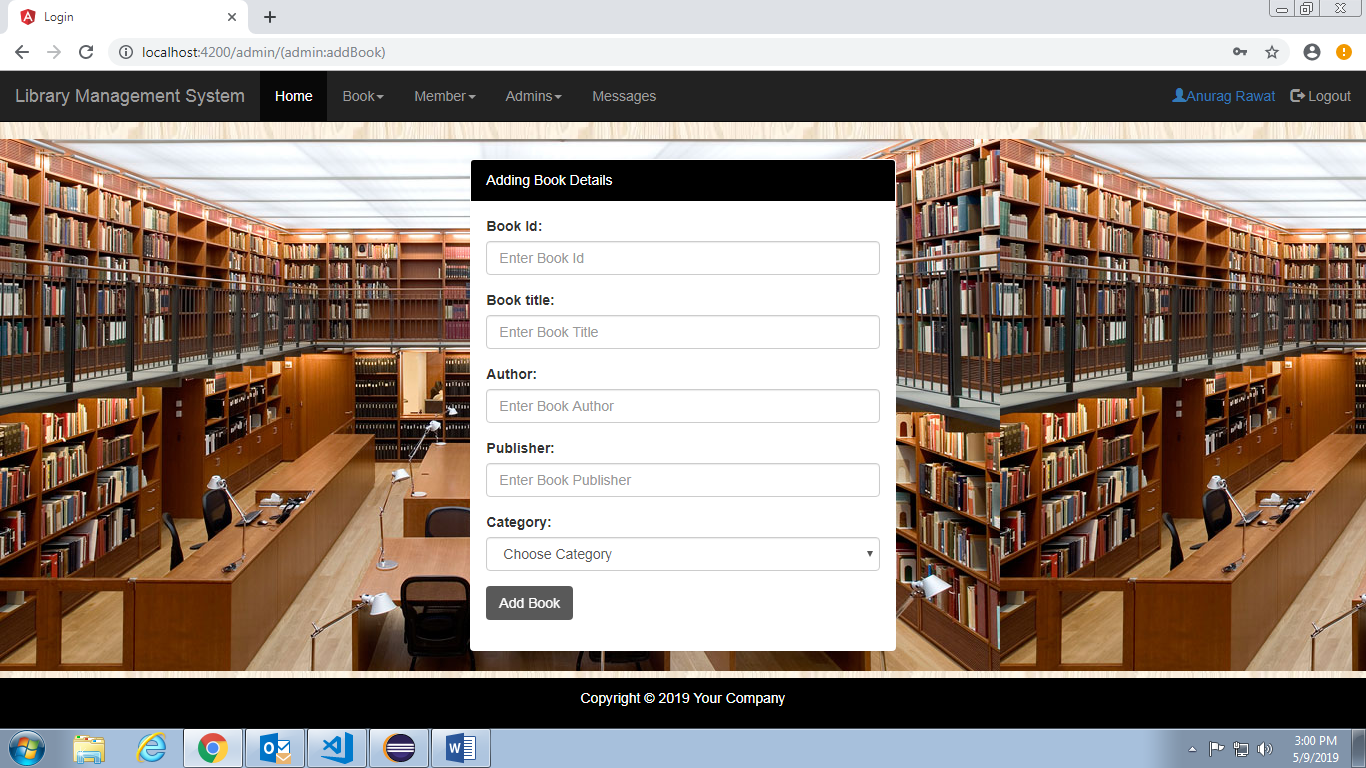 Login
localhost:4200/admin/(admin:addBook)
Library Management System Home Book Member Admins Messages Anurag Rawat Logout
Adding Book Details
Book Id:
Enter Book Id
Book title:
Enter Book Title
Author:
Enter Book Author
Publisher:
Enter Book Publisher
Category:
Choose Category
Add Book
Copyright © 2019 Your Company
3:00 PM
5/9/2019